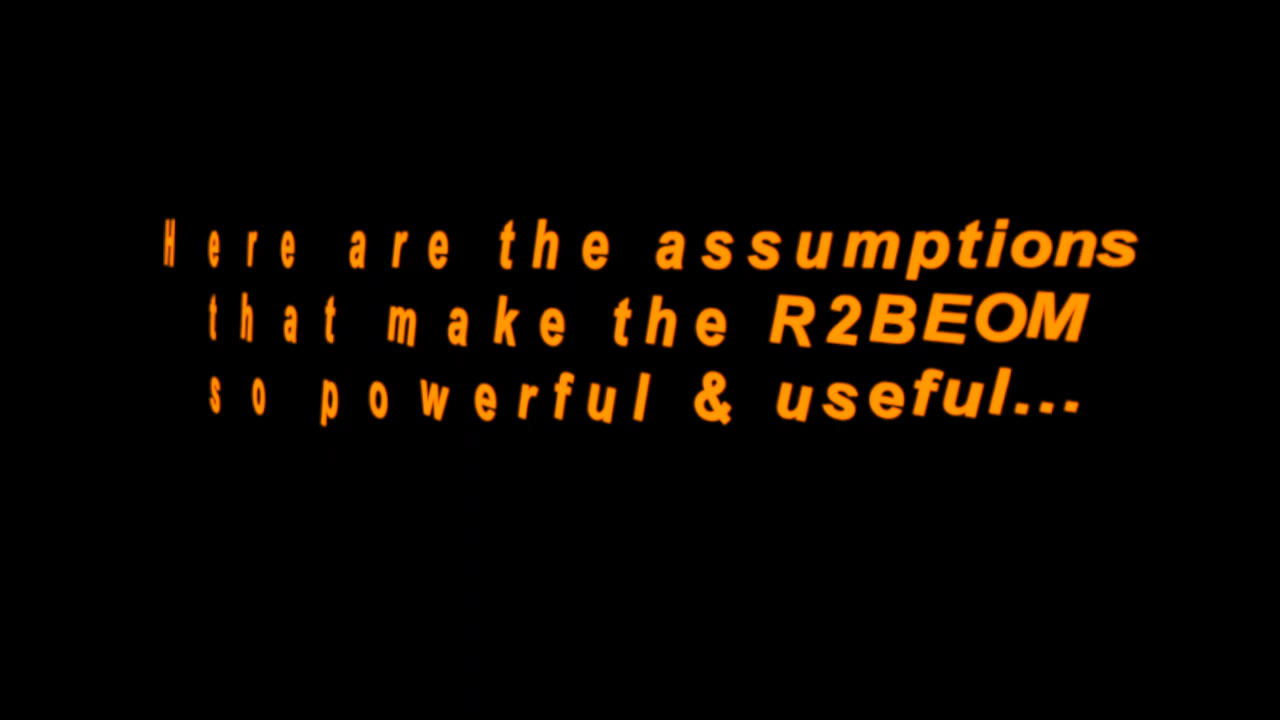 Here are the assumptions
that make the R2BEOM
so powerful & useful...